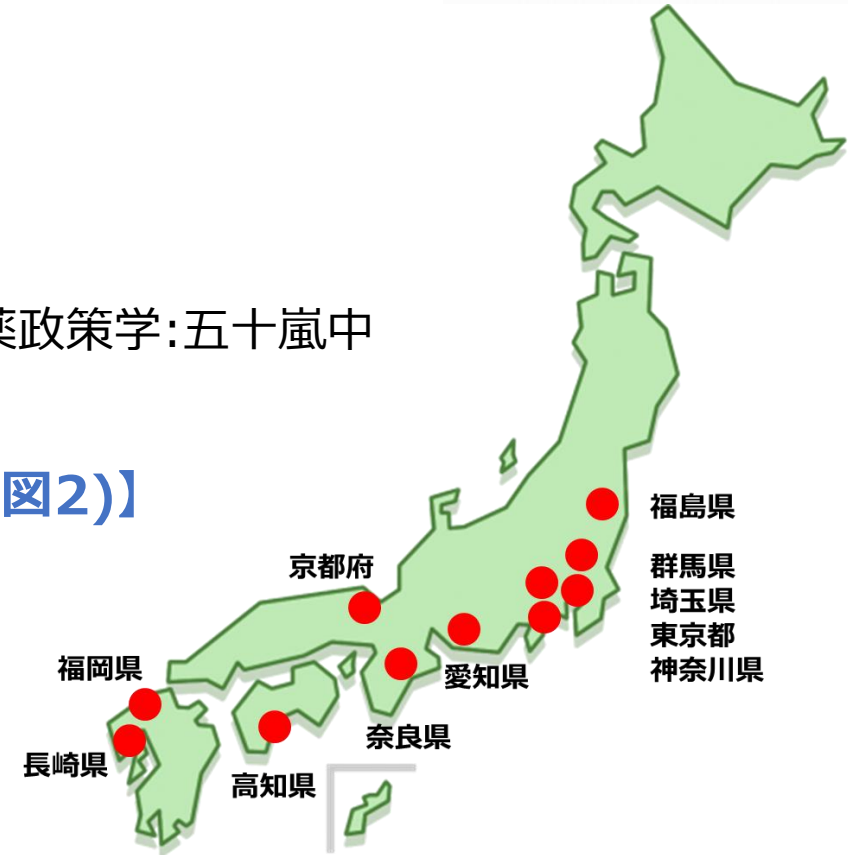 薬政策学:五十嵐中
図2)】
福島県
京都府
群馬県
埼玉県
東京都
神奈川県
福岡県
愛知県
奈良県
長崎県
高知県